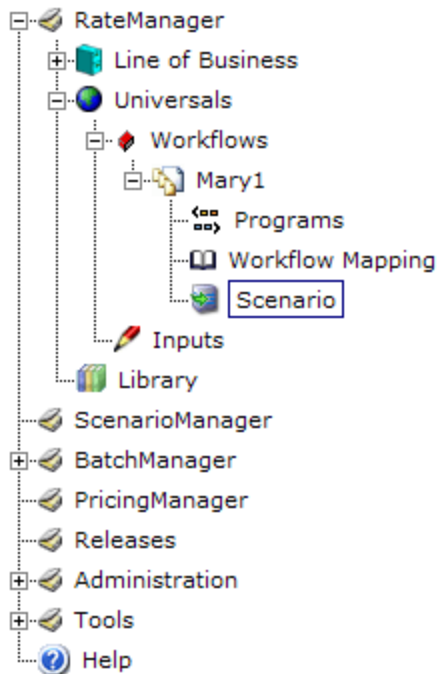 RateManager
Line of Business
Universals
Workflows
Mary1
Programs
Workflow Mapping
Scenario
Inputs
Library
ScenarioManager
BatchManager
PricingManager
Releases
Administration
Tools
Help